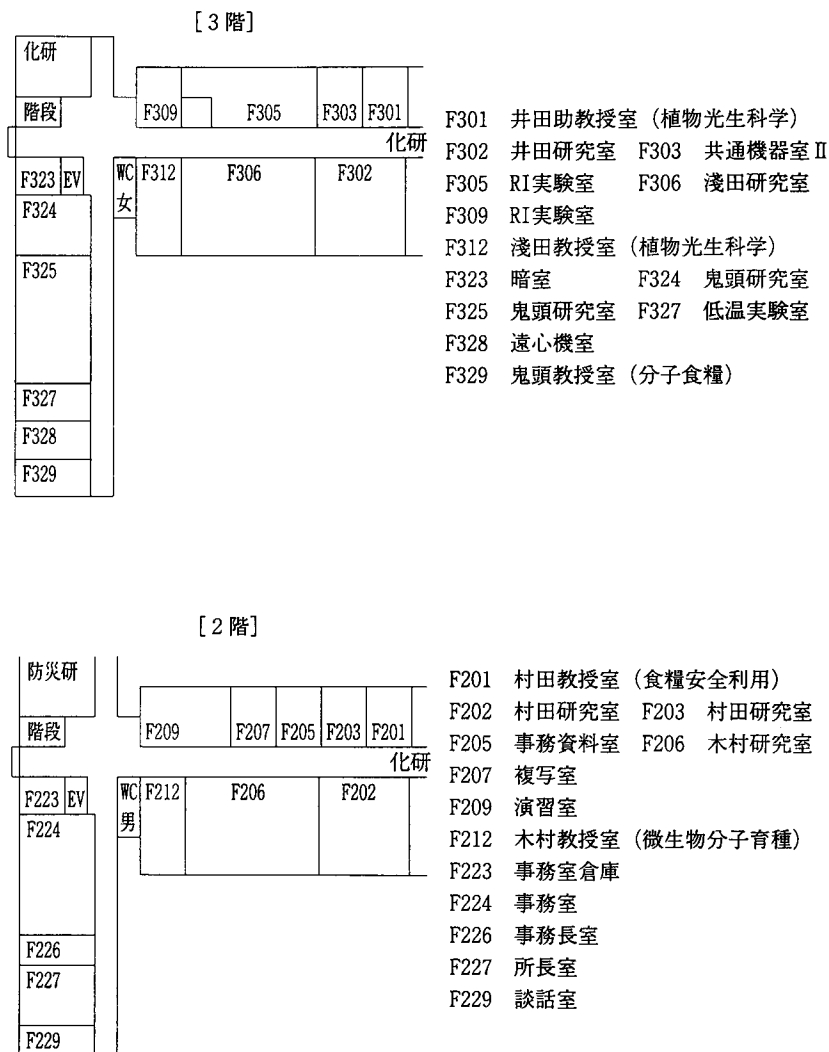 [3階]
化研
階段
F309 F305 F303 F301
化研
F323 EV WC女 F312 F306 F302
F324
F325
F327
F328
F329
F301 井田助教授室（植物光生科学）
F302 井田研究室 F303 共通機器室Ⅱ
F305 RI実験室 F306 淺田研究室
F309 RI実験室
F312 淺田教授室（植物光生科学）
F323 暗室 F324 鬼頭研究室
F325 鬼頭研究室 F327 低温実験室
F328 遠心機室
F329 鬼頭教授室（分子食糧）
[2階]
防災研
階段
F209 F207 F205 F203 F201
化研
F223 EV WC男 F212 F206 F202
F224
F226
F227
F229
F201 村田教授室（食糧安全利用）
F202 村田研究室 F203 村田研究室
F205 事務資料室 F206 木村研究室
F207 複写室
F209 演習室
F212 木村教授室（微生物分子育種）
F223 事務室倉庫
F224 事務室
F226 事務長室
F227 所長室
F229 談話室